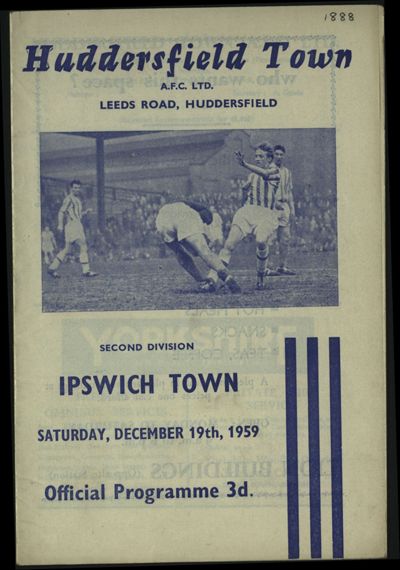 1888
Huddersfield Town
A.F.C. LTD.
LEEDS ROAD, HUDDERSFIELD
SECOND DIVISION
IPSWICH TOWN
SATURDAY, DECEMBER 19th, 1959
Official Programme 3d.